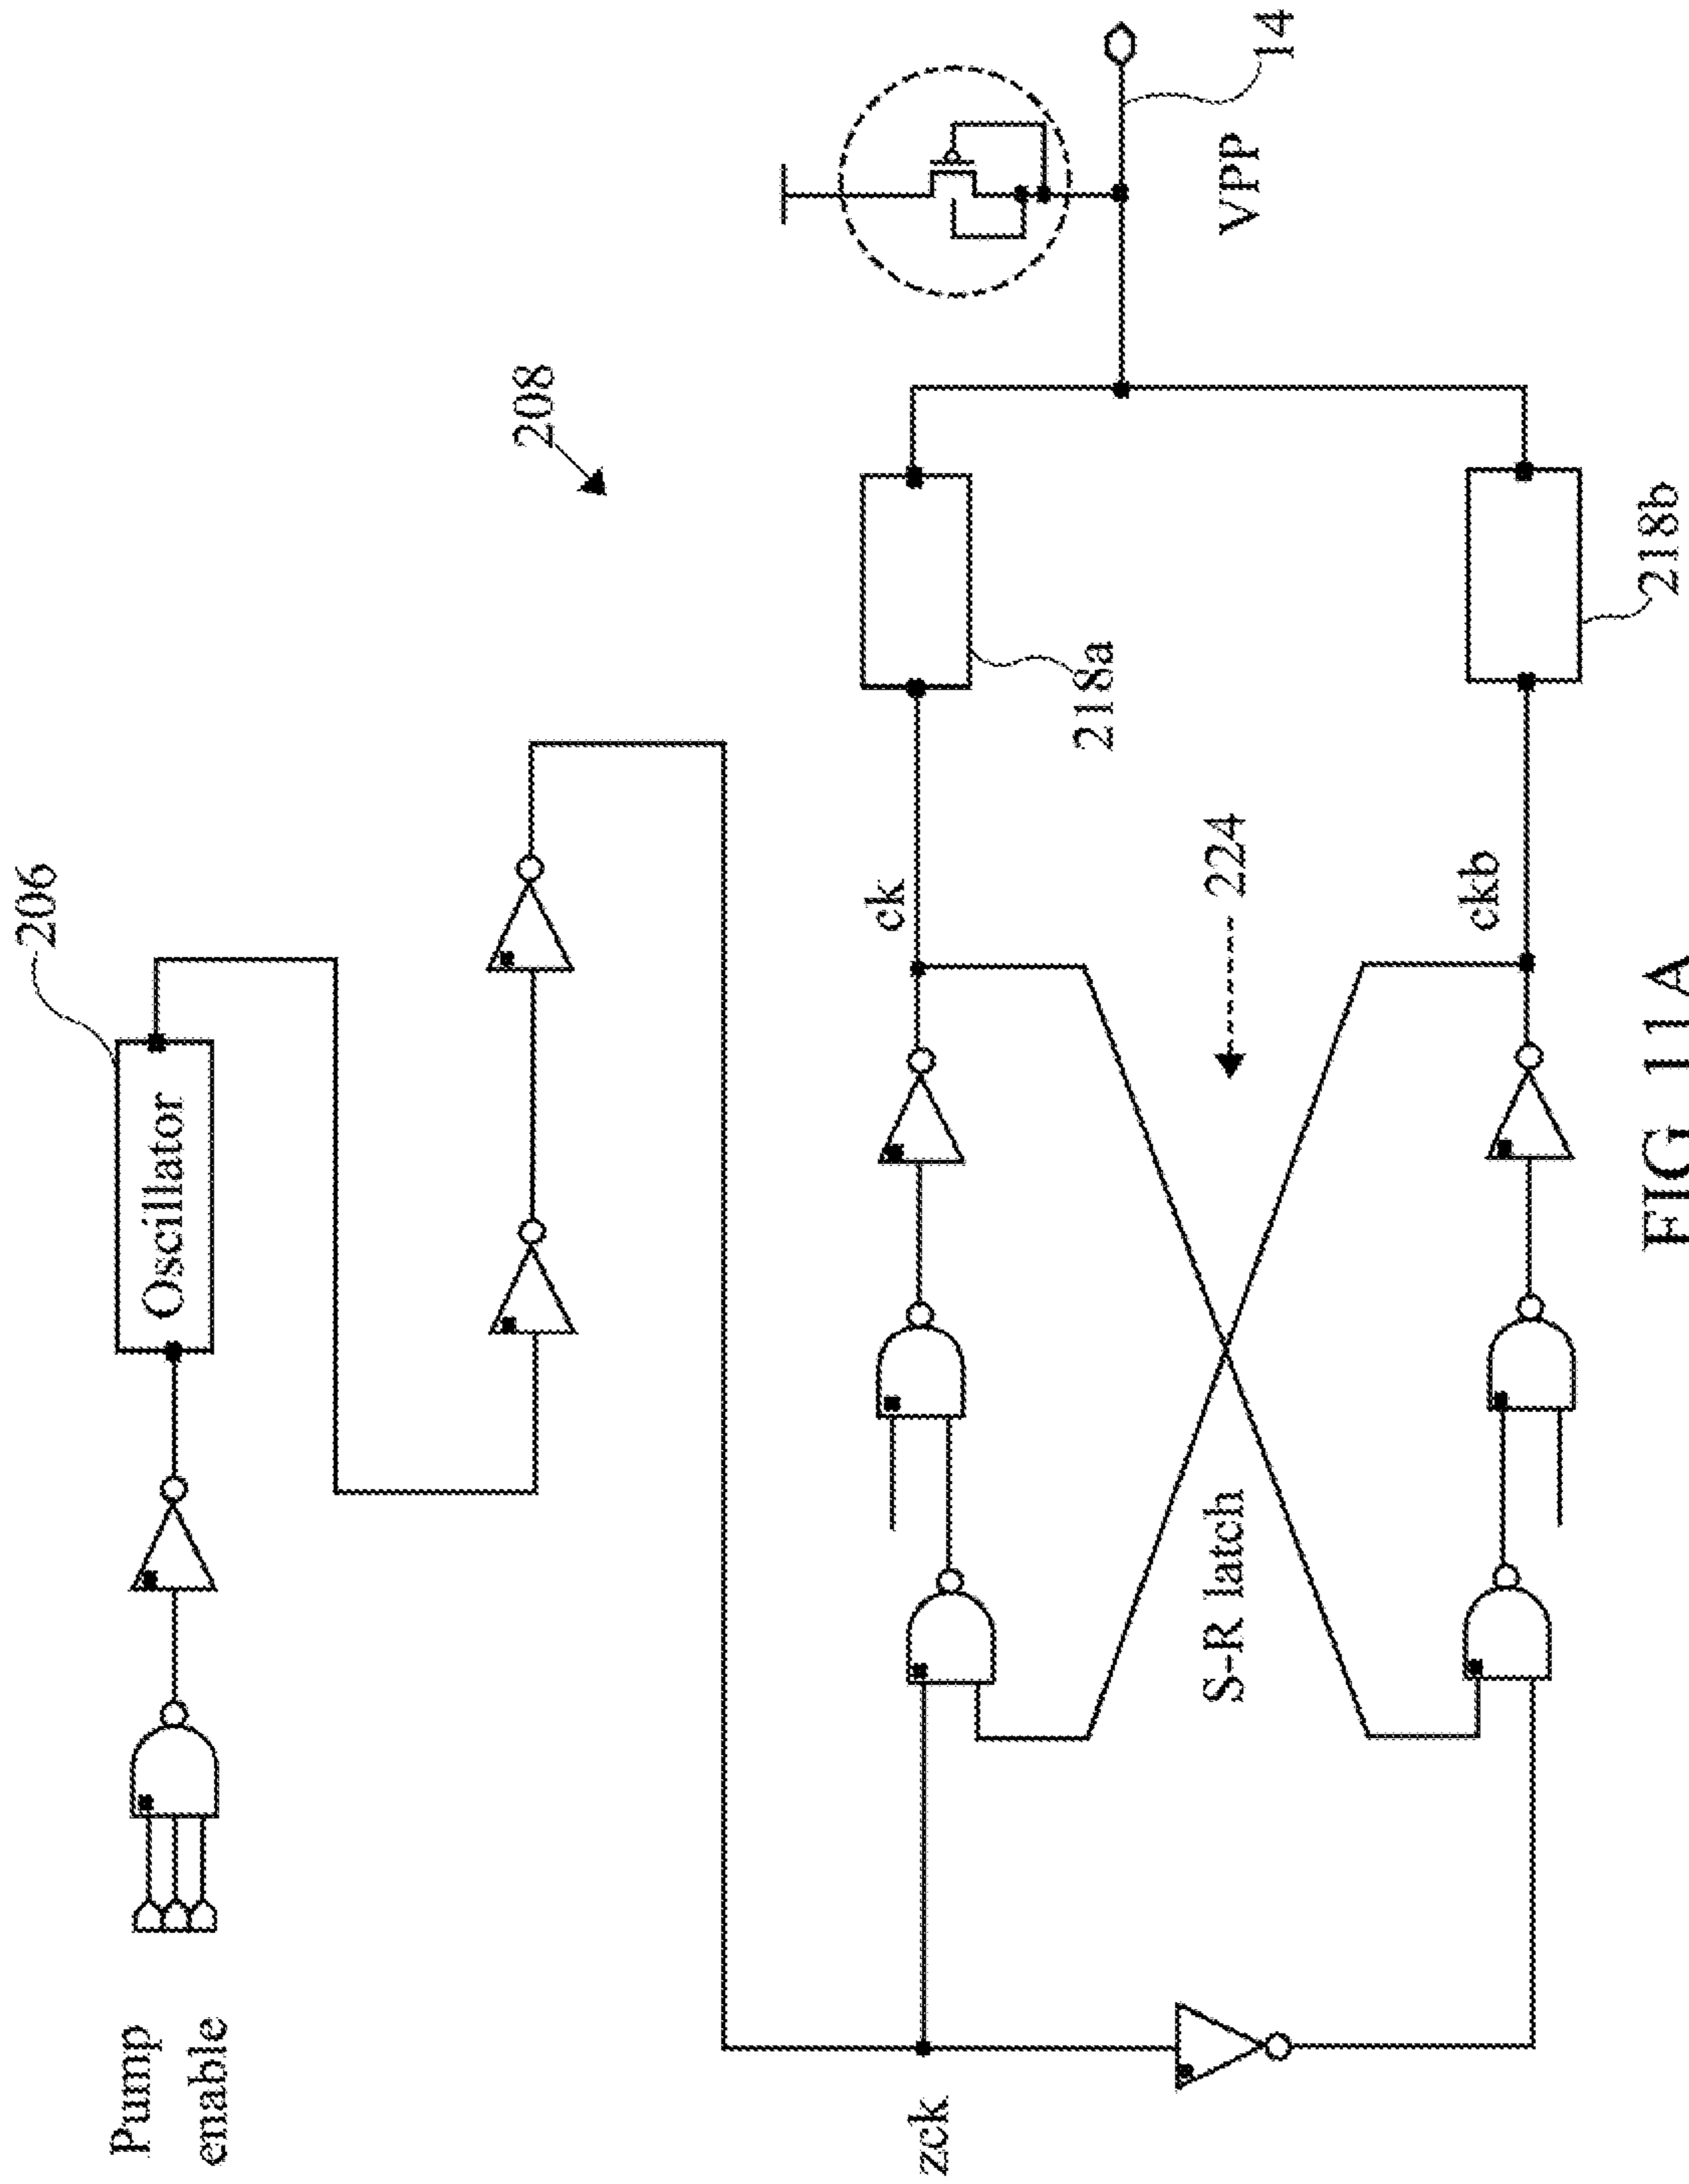 Pump
enable
Oscillator
206
208
zck
ck
218a
VPP
14
S-R latch
224
ckb
218b
FIG 11A